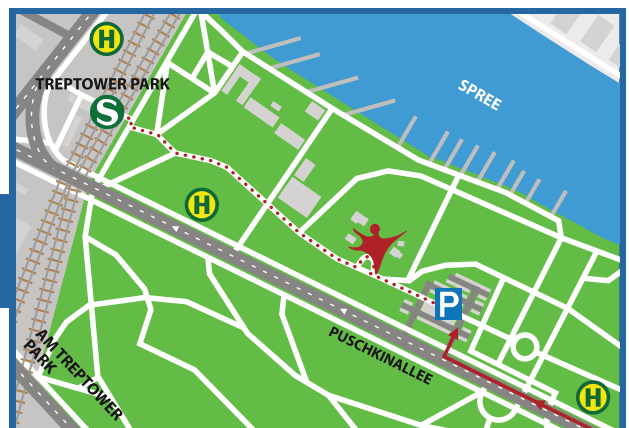 H
TREPTOWER PARK
S
SPREE
H
P
PUSCHKINALLEE
AM TREPTOWER
PARK
H